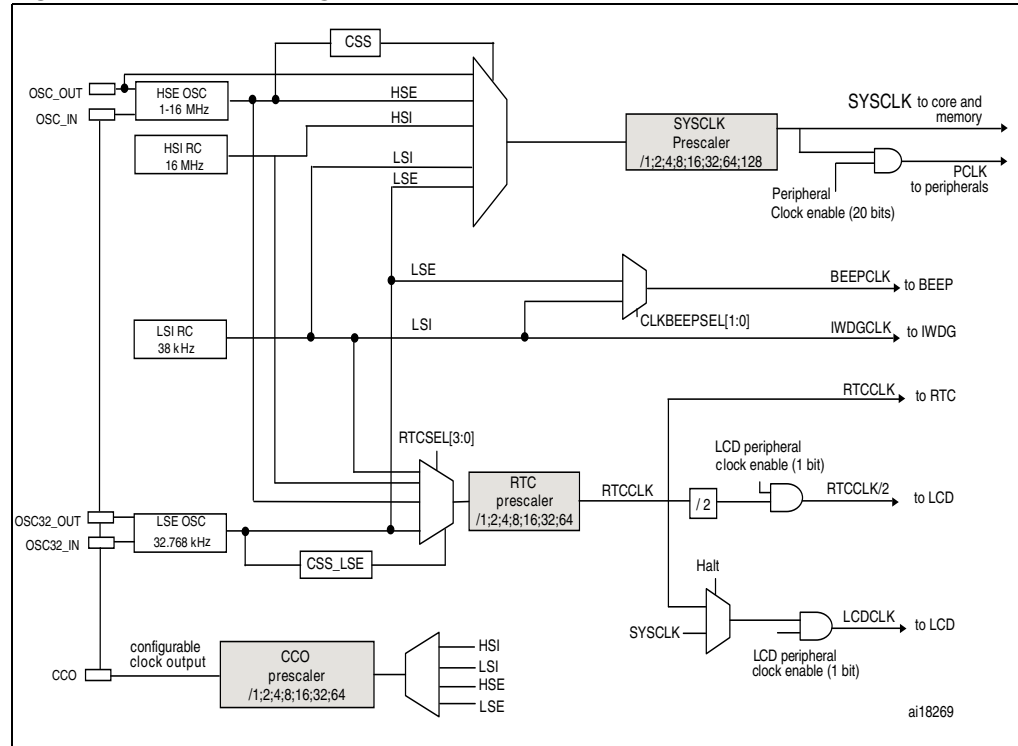 CSS
OSC_OUT
HSE OSC
1-16 MHz
HSE
OSC_IN
HSI
HSI RC
16 MHz
LSI
LSE
SYSCLK
Prescaler
/1;2;4;8;16;32;64;128
SYSCLK to core and
memory
PCLK
to peripherals
Peripheral
Clock enable (20 bits)
LSE
BEEPCLK
to BEEP
CLKBEEPSEL[1:0]
LSI RC
38 kHz
LSI
IWDGCLK
to IWDG
RTCCLK
to RTC
RTCSEL[3:0]
LCD peripheral
clock enable (1 bit)
RTC
prescaler
/1;2;4;8;16;32;64
RTCCLK
/ 2
RTCCLK/2
to LCD
OSC32_OUT
OSC32_IN
LSE OSC
32.768 kHz
CSS_LSE
Halt
SYSCLK
LCDCLK
to LCD
LCD peripheral
clock enable (1 bit)
configurable
clock output
CCO
CCO
prescaler
/1;2;4;8;16;32;64
HSI
LSI
HSE
LSE
ai18269